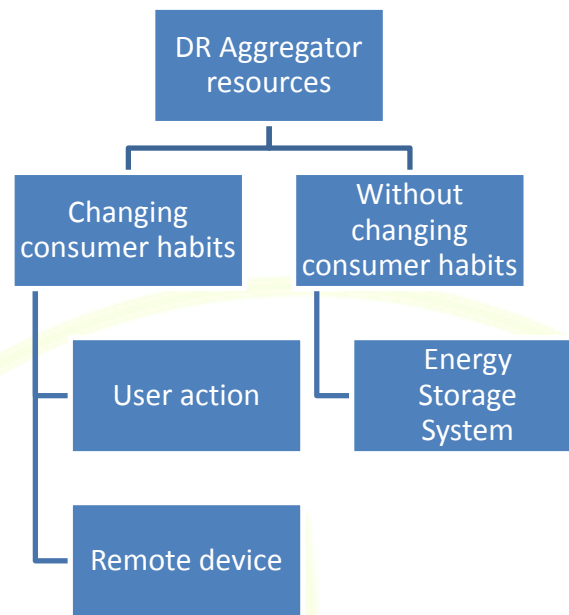 DR Aggregator
resources
Changing
consumer habits
Without
changing
consumer habits
User action
Energy
Storage
System
Remote device